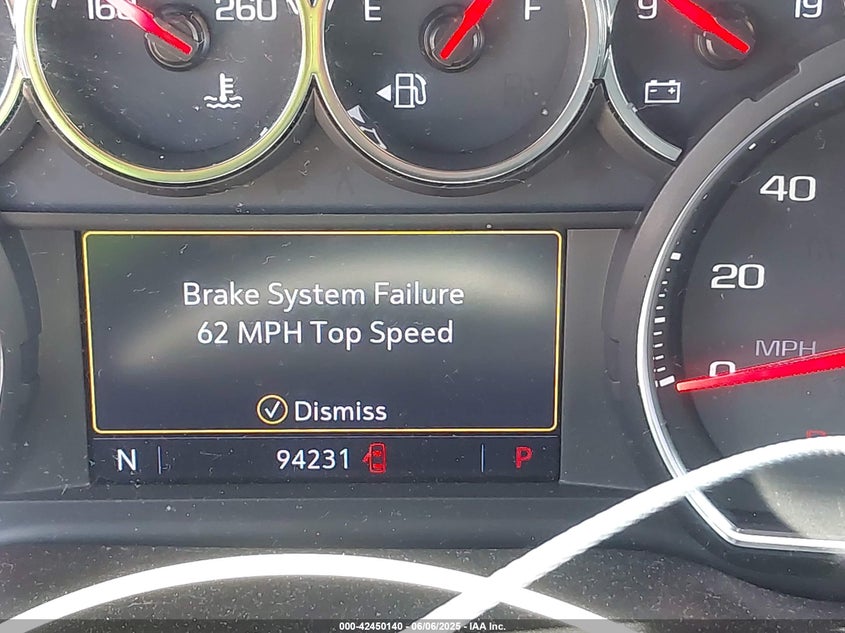 160 260
E F
9 19
40
20
0
MPH
Brake System Failure
62 MPH Top Speed
Dismiss
N 94231 P
000-42450140 - 06/06/2025 - IAA Inc.